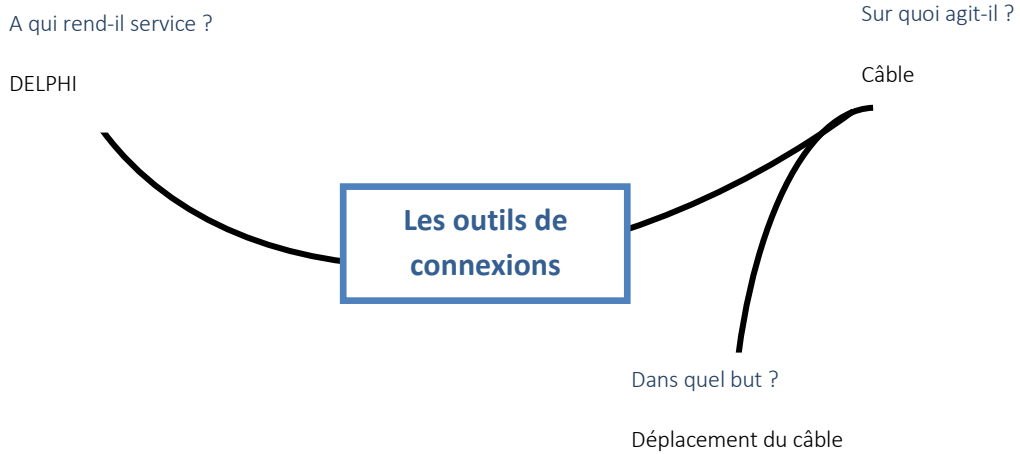 A qui rend-il service ?
DELPHI
Sur quoi agit-il ?
Câble
Les outils de
connexions
Dans quel but ?
Déplacement du câble